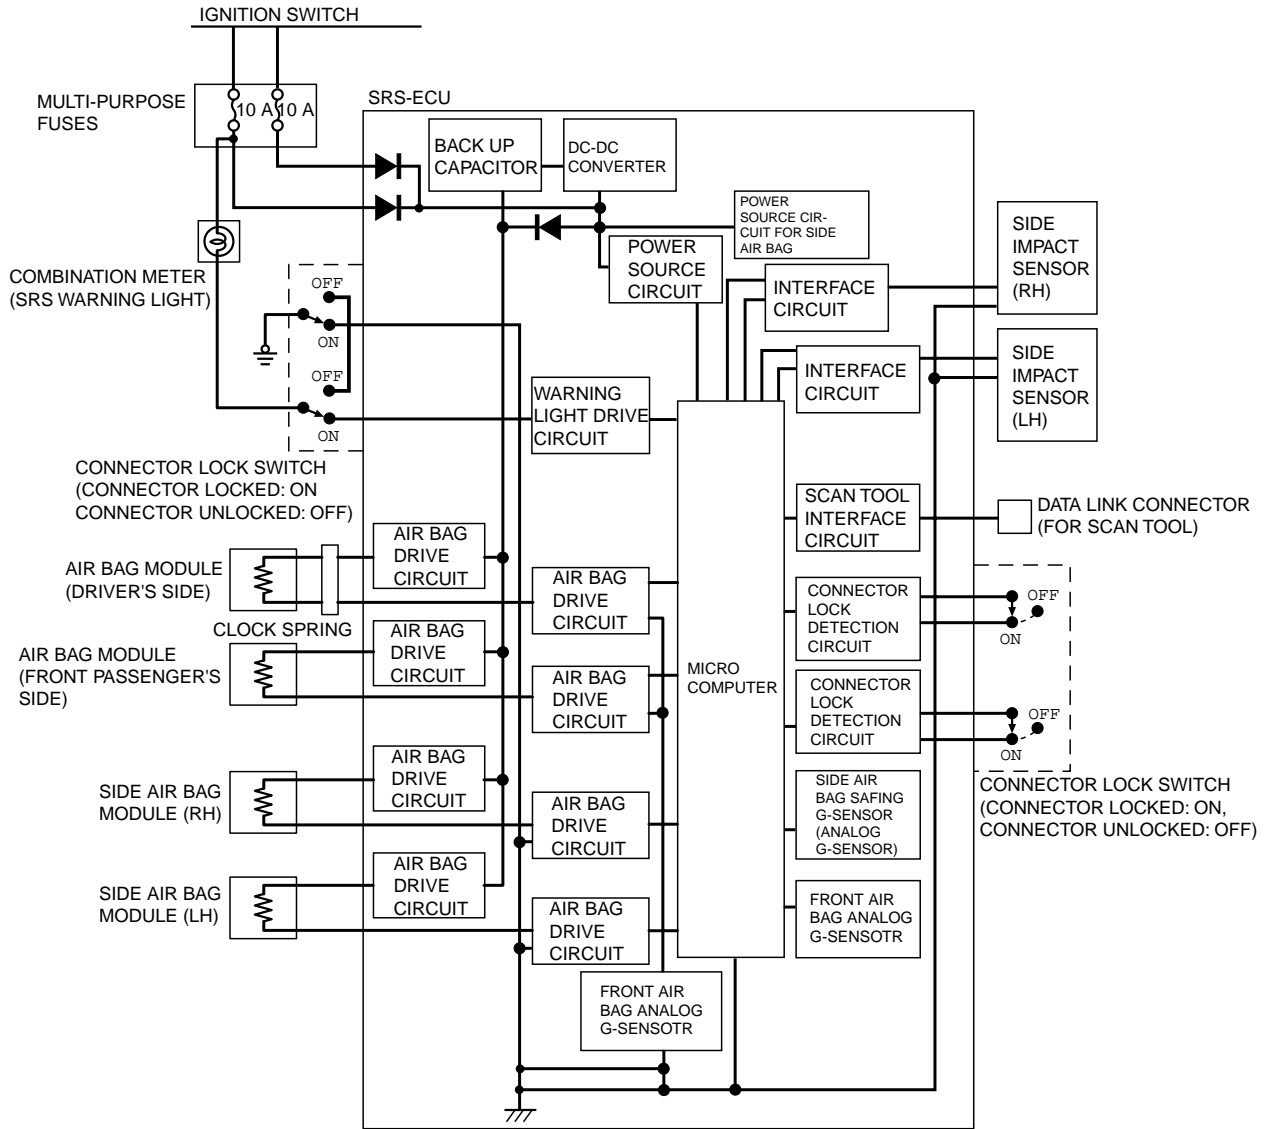 IGNITION SWITCH
MULTI-PURPOSE
FUSES
10 A
10 A
SRS-ECU
BACK UP
CAPACITOR
DC-DC
CONVERTER
POWER
SOURCE CIR-
CUIT FOR SIDE
AIR BAG
POWER
SOURCE
CIRCUIT
INTERFACE
CIRCUIT
SIDE
IMPACT
SENSOR
(RH)
COMBINATION METER
(SRS WARNING LIGHT)
OFF
ON
OFF
ON
INTERFACE
CIRCUIT
SIDE
IMPACT
SENSOR
(LH)
WARNING
LIGHT DRIVE
CIRCUIT
CONNECTOR LOCK SWITCH
(CONNECTOR LOCKED: ON
CONNECTOR UNLOCKED: OFF)
SCAN TOOL
INTERFACE
CIRCUIT
DATA LINK CONNECTOR
(FOR SCAN TOOL)
AIR BAG MODULE
(DRIVER'S SIDE)
AIR BAG
DRIVE
CIRCUIT
AIR BAG
DRIVE
CIRCUIT
CLOCK SPRING
CONNECTOR
LOCK
DETECTION
CIRCUIT
OFF
ON
AIR BAG MODULE
(FRONT PASSENGER'S
SIDE)
AIR BAG
DRIVE
CIRCUIT
AIR BAG
DRIVE
CIRCUIT
MICRO
COMPUTER
CONNECTOR
LOCK
DETECTION
CIRCUIT
OFF
ON
CONNECTOR LOCK SWITCH
(CONNECTOR LOCKED: ON,
CONNECTOR UNLOCKED: OFF)
SIDE AIR BAG
MODULE (RH)
AIR BAG
DRIVE
CIRCUIT
AIR BAG
DRIVE
CIRCUIT
SIDE AIR
BAG SAFING
G-SENSOR
(ANALOG
G-SENSOR)
SIDE AIR BAG
MODULE (LH)
AIR BAG
DRIVE
CIRCUIT
AIR BAG
DRIVE
CIRCUIT
FRONT AIR
BAG ANALOG
G-SENSOTR
FRONT AIR
BAG ANALOG
G-SENSOTR